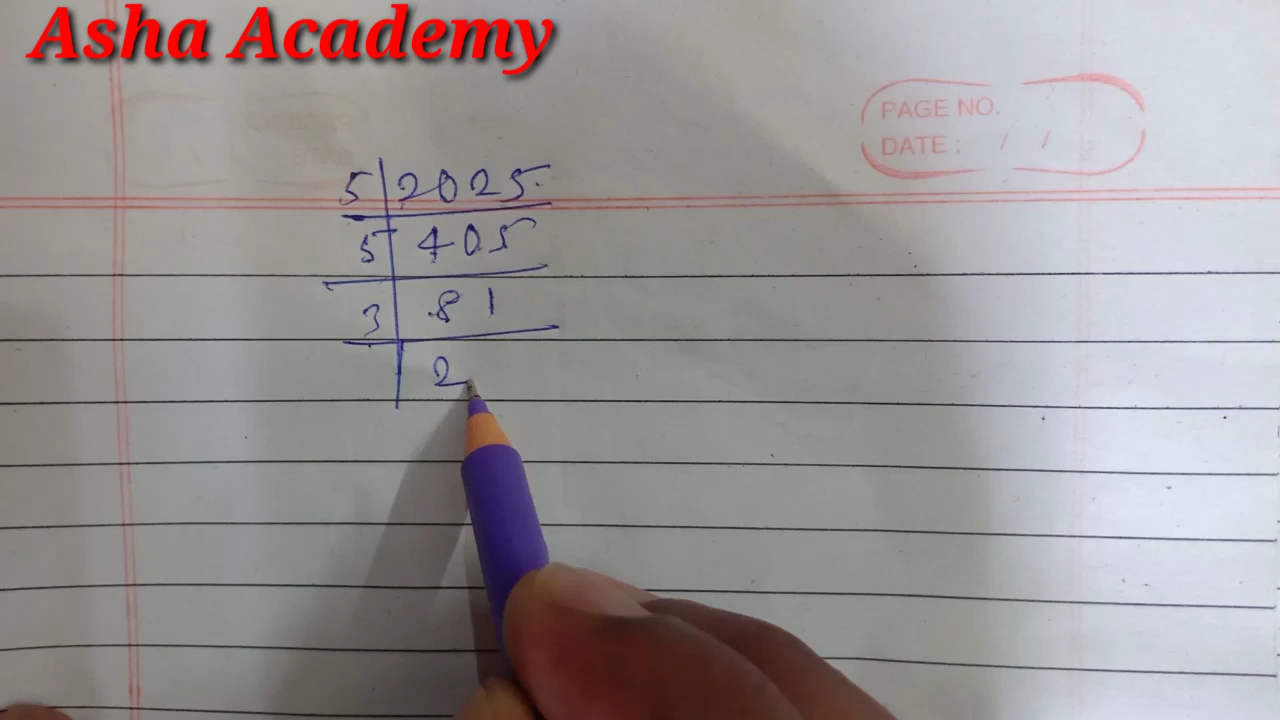 Asha Academy
PAGE NO.
DATE : / /
5 2025
5 405
3 81
2